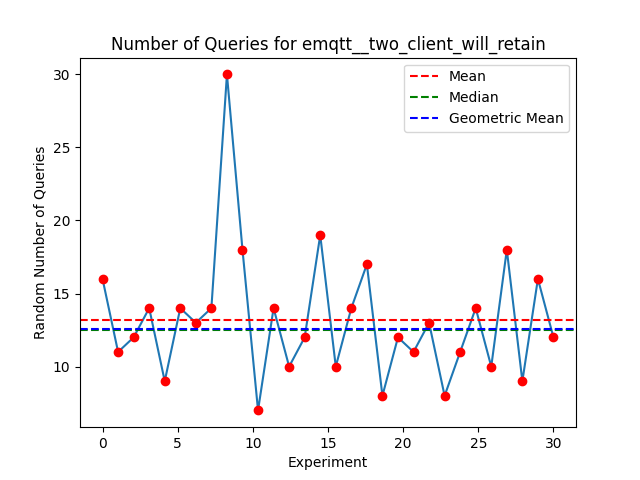 Number of Queries for emqtt__two_client_will_retain
Mean
Median
Geometric Mean
Random Number of Queries
30
25
20
15
10
0 5 10 15 20 25 30
Experiment